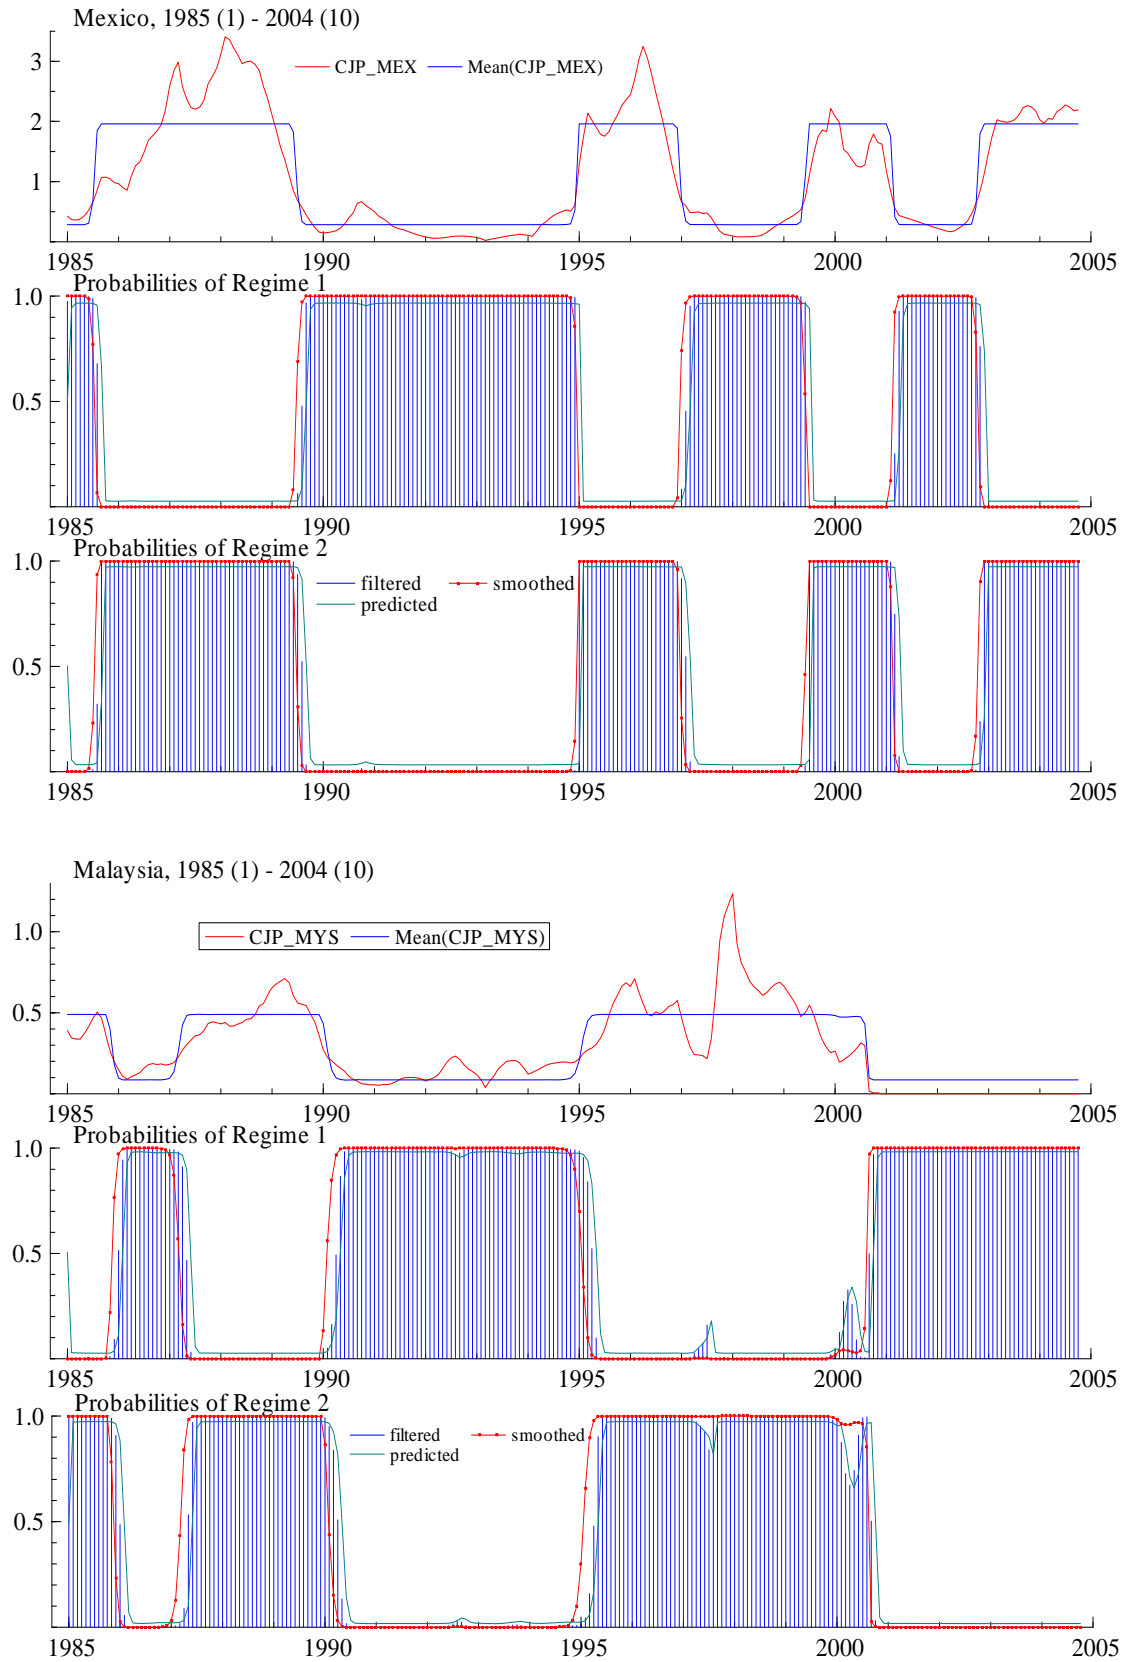 Mexico, 1985 (1) - 2004 (10)
3
CJP_MEX
Mean(CJP_MEX)
2
1
1985 1990 1995 2000 2005
Probabilities of Regime 1
1.0
0.5
1985 1990 1995 2000 2005
Probabilities of Regime 2
1.0
filtered
smoothed
predicted
0.5
1985 1990 1995 2000 2005
Malaysia, 1985 (1) - 2004 (10)
1.0
CJP_MYS
Mean(CJP_MYS)
0.5
1985 1990 1995 2000 2005
Probabilities of Regime 1
1.0
0.5
1985 1990 1995 2000 2005
Probabilities of Regime 2
1.0
filtered
smoothed
predicted
0.5
1985 1990 1995 2000 2005